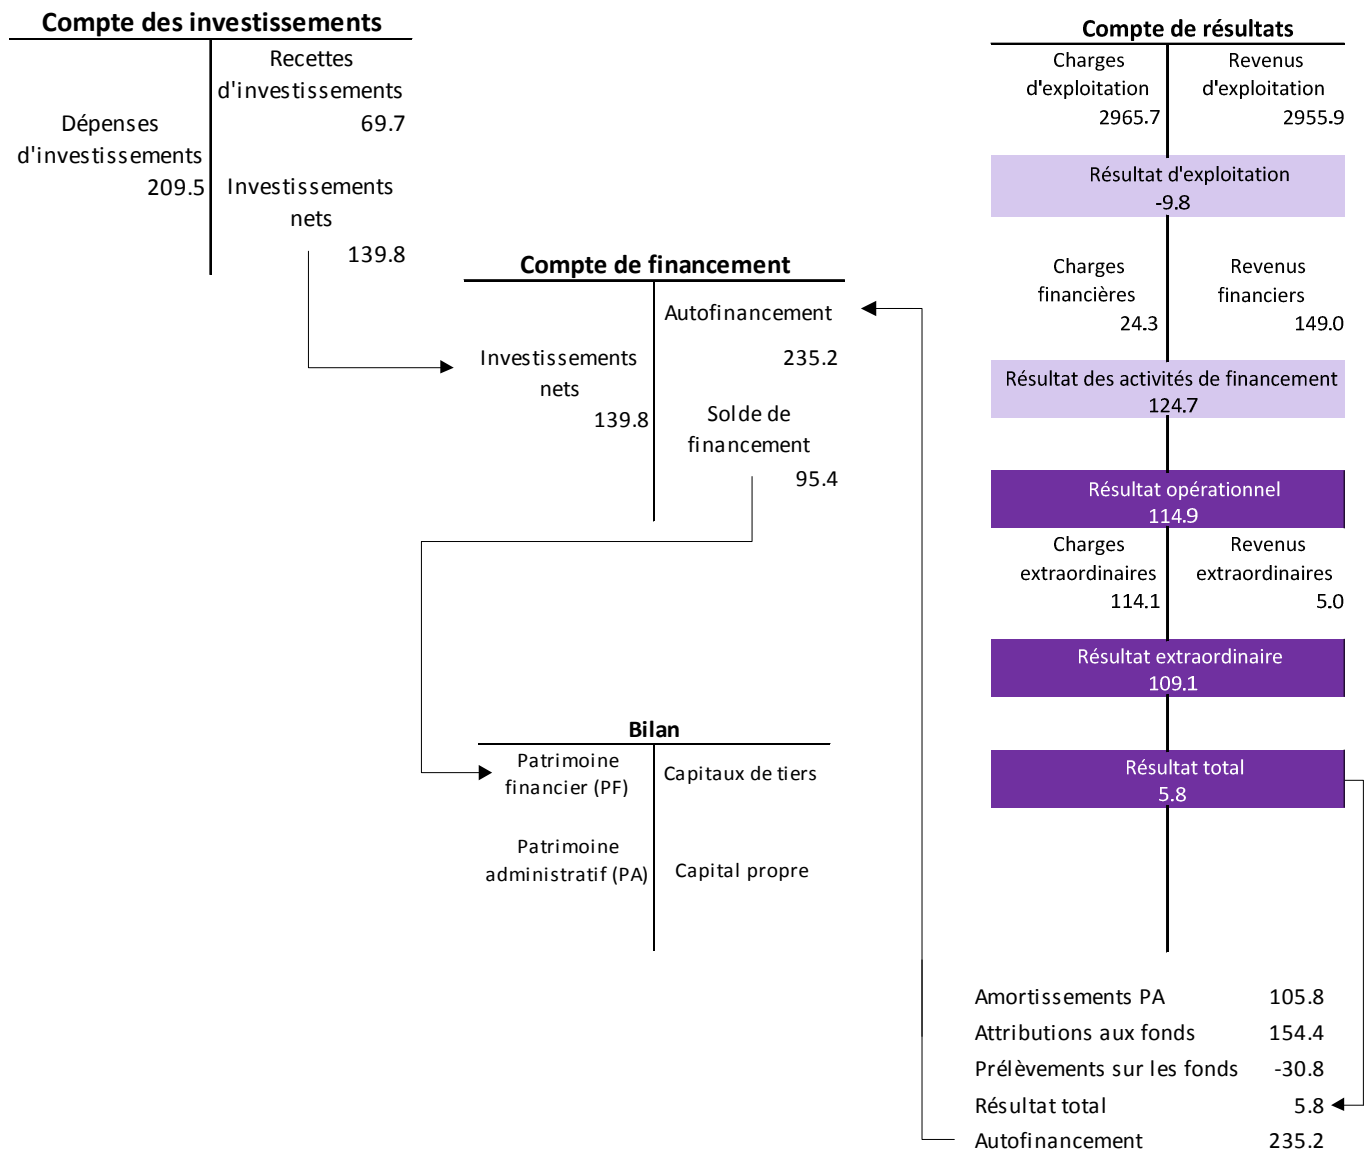 Compte des investissements
Recettes
d'investissements
69.7
Dépenses
d'investissements
209.5
Investissements
nets
139.8
Compte de financement
Autofinancement
235.2
Investissements
nets
139.8
Solde de
financement
95.4
Bilan
Patrimoine
financier (PF)
Capitaux de tiers
Patrimoine
administratif (PA)
Capital propre
Compte de résultats
Charges
d'exploitation
2965.7
Revenus
d'exploitation
2955.9
Résultat d'exploitation
-9.8
Charges
financières
24.3
Revenus
financiers
149.0
Résultat des activités de financement
124.7
Résultat opérationnel
114.9
Charges
extraordinaires
114.1
Revenus
extraordinaires
5.0
Résultat extraordinaire
109.1
Résultat total
5.8
Amortissements PA 105.8
Attributions aux fonds 154.4
Prélèvements sur les fonds -30.8
Résultat total 5.8
Autofinancement 235.2